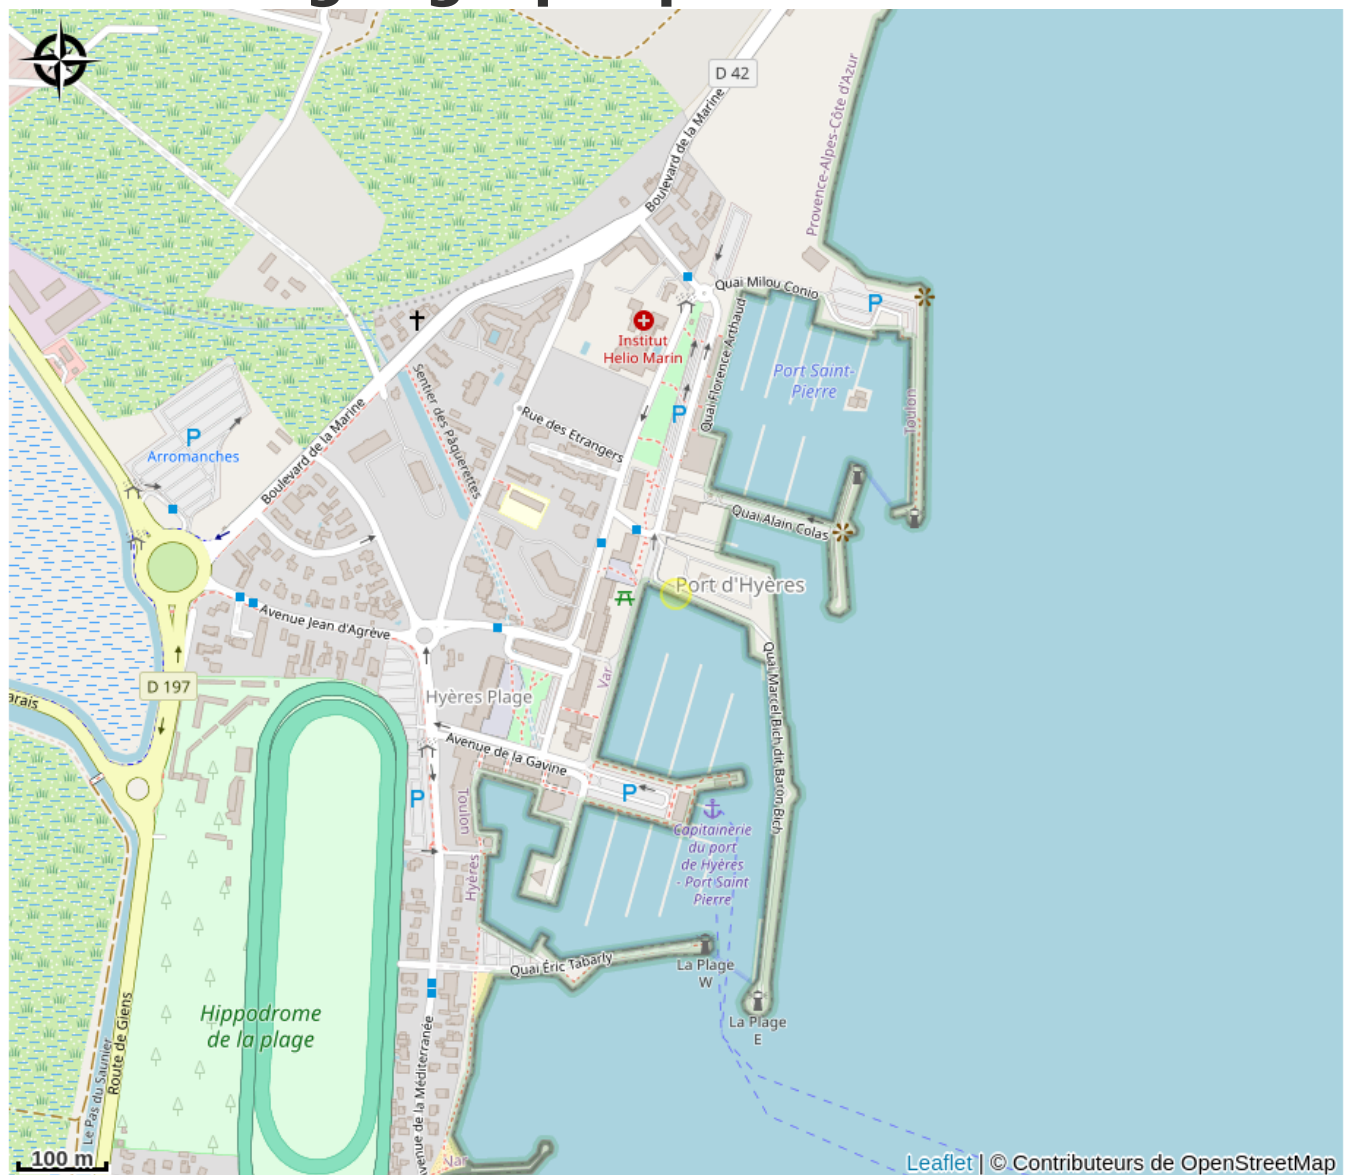 D 42
Boulevard de la Marine
Provence-Alpes-Côte d'Azur
Quai Milou Conio
P
Institut
Helio Marin
Quai Florence Arthaud
Port Saint-
Pierre
Toulon
Sentier des Pâquerettes
P
Rue des Etrangers
P
Arromanches
Boulevard de la Marine
Quai Alain Colas
Port d'Hyères
Avenue Jean d'Agrève
D 197
Var
Hyères Plage
Quai Marcel Bich dit Baron Bich
arais
Avenue de la Gavine
P
P
Toulon
Hyères
Capitainerie
du port
de Hyères
- Port Saint
Pierre
Quai Éric Tabarly
La Plage
W
La Plage
E
Hippodrome
de la plage
Route de Giens
Le Pas du Saunier
venue de la Méditerranée
Var
100 m
Leaflet | © Contributeurs de OpenStreetMap